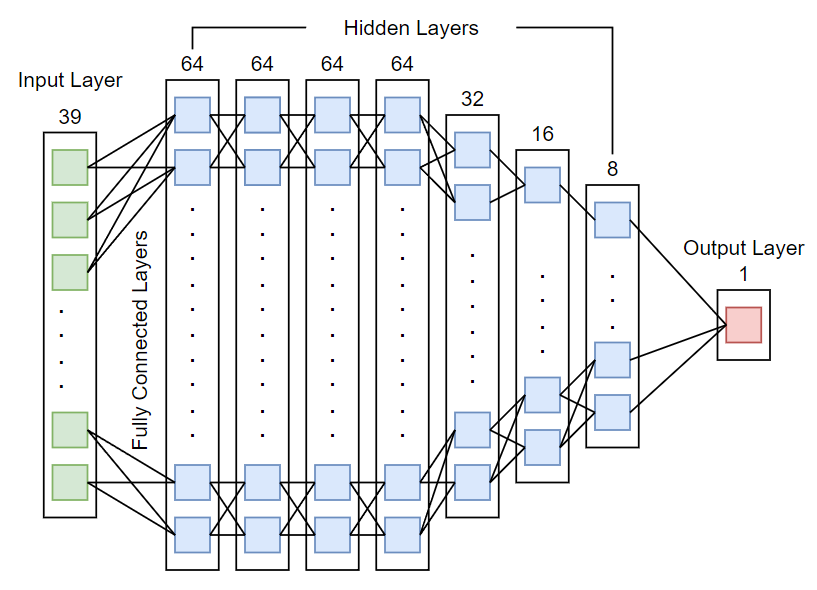 Hidden Layers
64
64
64
64
Input Layer
32
39
16
8
Output Layer
1
Fully Connected Layers